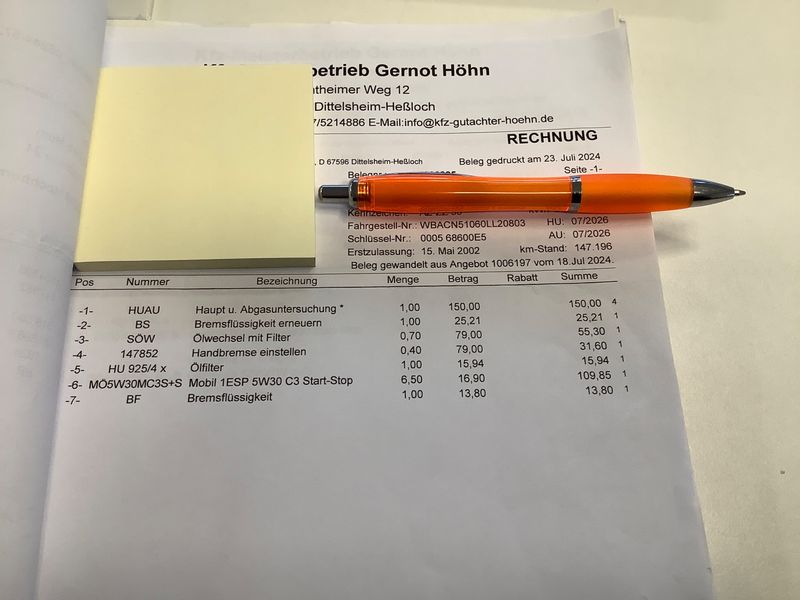 betrieb Gernot Höhn
theimer Weg 12
Dittelsheim-Heßloch
/5214886 E-Mail:info@kfz-gutachter-hoehn.de
RECHNUNG
, D 67596 Dittelsheim-Heßloch Beleg gedruckt am 23. Juli 2024
Seite -1-
Kennzeichen:
Fahrgestell-Nr.: WBACN51060LL20803 HU: 07/2026
Schlüssel-Nr.: 0005 68600E5 AU: 07/2026
Erstzulassung: 15. Mai 2002 km-Stand: 147.196
Beleg gewandelt aus Angebot 1006197 vom 18.Juli 2024.
Pos Nummer Bezeichnung Menge Betrag Rabatt Summe
-1- HUAU Haupt u. Abgasuntersuchung * 1,00 150,00 150,00 4
-2- BS Bremsflüssigkeit erneuern 1,00 25,21 25,21 1
-3- SÖW Ölwechsel mit Filter 0,70 79,00 55,30 1
-4- 147852 Handbremse einstellen 0,40 79,00 31,60 1
-5- HU 925/4 x Ölfilter 1,00 15,94 15,94 1
-6- MÖ5W30MC3S+S Mobil 1ESP 5W30 C3 Start-Stop 6,50 16,90 109,85 1
-7- BF Bremsflüssigkeit 1,00 13,80 13,80 1